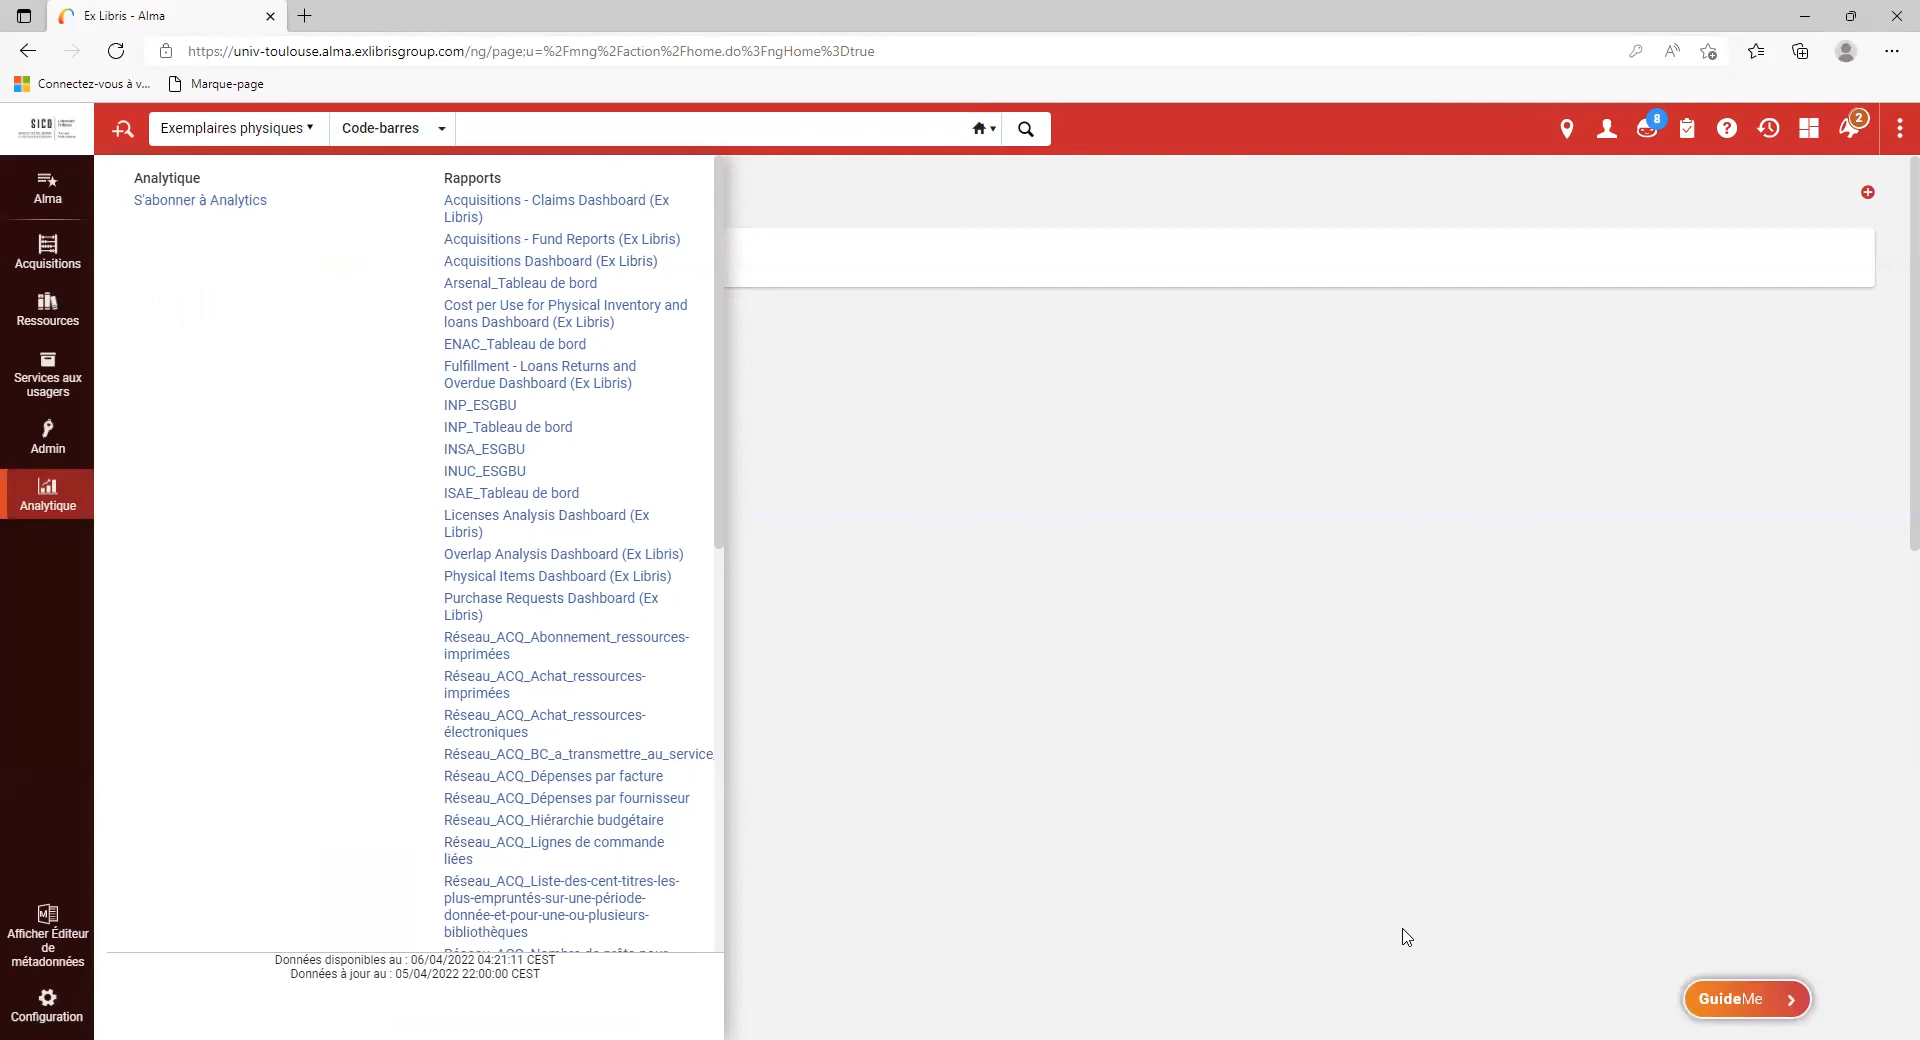 Ex Libris - Alma
https://univ-toulouse.alma.exlibrisgroup.com/ng/page;u=%2Fmng%2Faction%2Fhome.do%3FngHome%3Dtrue
Connectez-vous à v...
Marque-page
SICD
Exemplaires physiques
Code-barres
8
2
Alma
Acquisitions
Ressources
Services aux
usagers
Admin
Analytique
Afficher Éditeur
de
métadonnées
Configuration
Analytique
S'abonner à Analytics
Rapports
Acquisitions - Claims Dashboard (Ex
Libris)
Acquisitions - Fund Reports (Ex Libris)
Acquisitions Dashboard (Ex Libris)
Arsenal_Tableau de bord
Cost per Use for Physical Inventory and
loans Dashboard (Ex Libris)
ENAC_Tableau de bord
Fulfillment - Loans Returns and
Overdue Dashboard (Ex Libris)
INP_ESGBU
INP_Tableau de bord
INSA_ESGBU
INUC_ESGBU
ISAE_Tableau de bord
Licenses Analysis Dashboard (Ex
Libris)
Overlap Analysis Dashboard (Ex Libris)
Physical Items Dashboard (Ex Libris)
Purchase Requests Dashboard (Ex
Libris)
Réseau_ACQ_Abonnement_ressources-
imprimées
Réseau_ACQ_Achat_ressources-
imprimées
Réseau_ACQ_Achat_ressources-
électroniques
Réseau_ACQ_BC_a_transmettre_au_service
Réseau_ACQ_Dépenses par facture
Réseau_ACQ_Dépenses par fournisseur
Réseau_ACQ_Hiérarchie budgétaire
Réseau_ACQ_Lignes de commande
liées
Réseau_ACQ_Liste-des-cent-titres-les-
plus-empruntés-sur-une-période-
donnée-et-pour-une-ou-plusieurs-
bibliothèques
Données disponibles au : 06/04/2022 04:21:11 CEST
Données à jour au : 05/04/2022 22:00:00 CEST
GuideMe